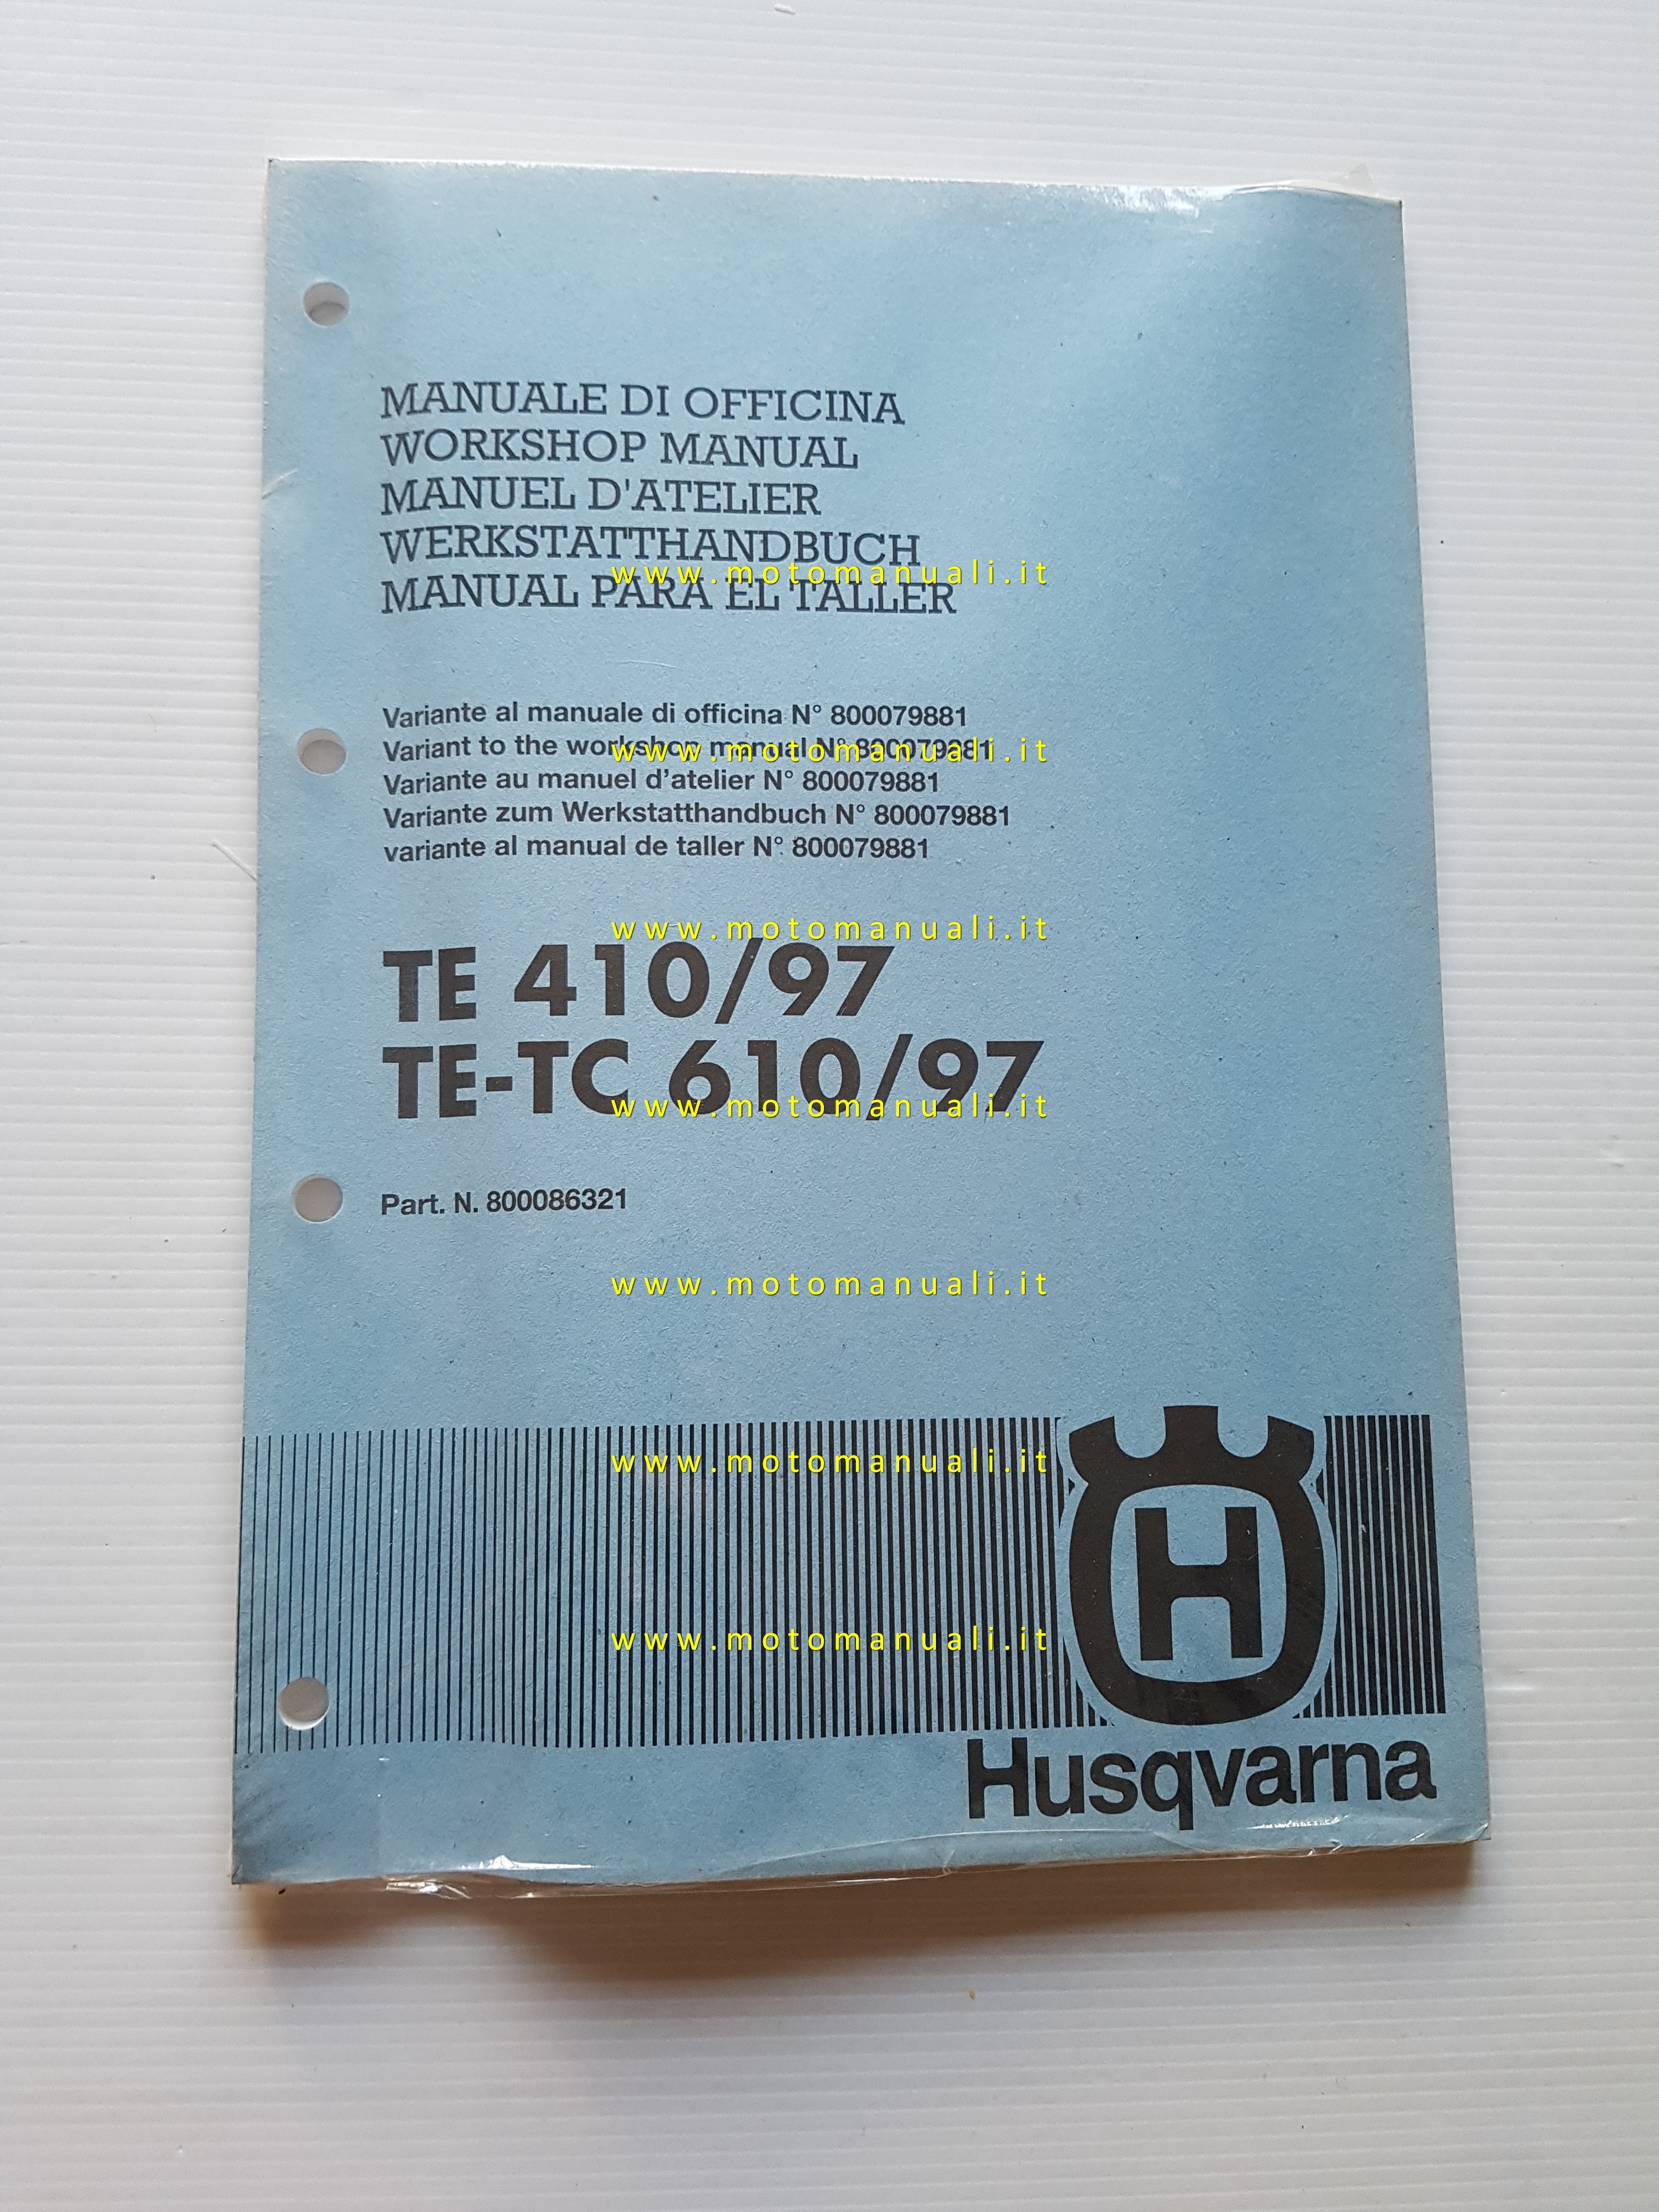 MANUALE DI OFFICINA
WORKSHOP MANUAL
MANUEL D'ATELIER
WERKSTATTHANDBUCH
www.motomanuali.it
MANUAL PARA EL TALLER
Variante al manuale di officina N° 800079881
Variant to the workshop manual N° 800079881
www.motomanuali.it
Variante au manuel d'atelier N° 800079881
Variante zum Werkstatthandbuch N° 800079881
variante al manual de taller N° 800079881
www.motomanuali.it
TE 410/97
TE-TC 610/97
www.motomanuali.it
Part. N. 800086321
www.motomanuali.it
www.motomanuali.it
H
www.motomanuali.it
Husqvarna